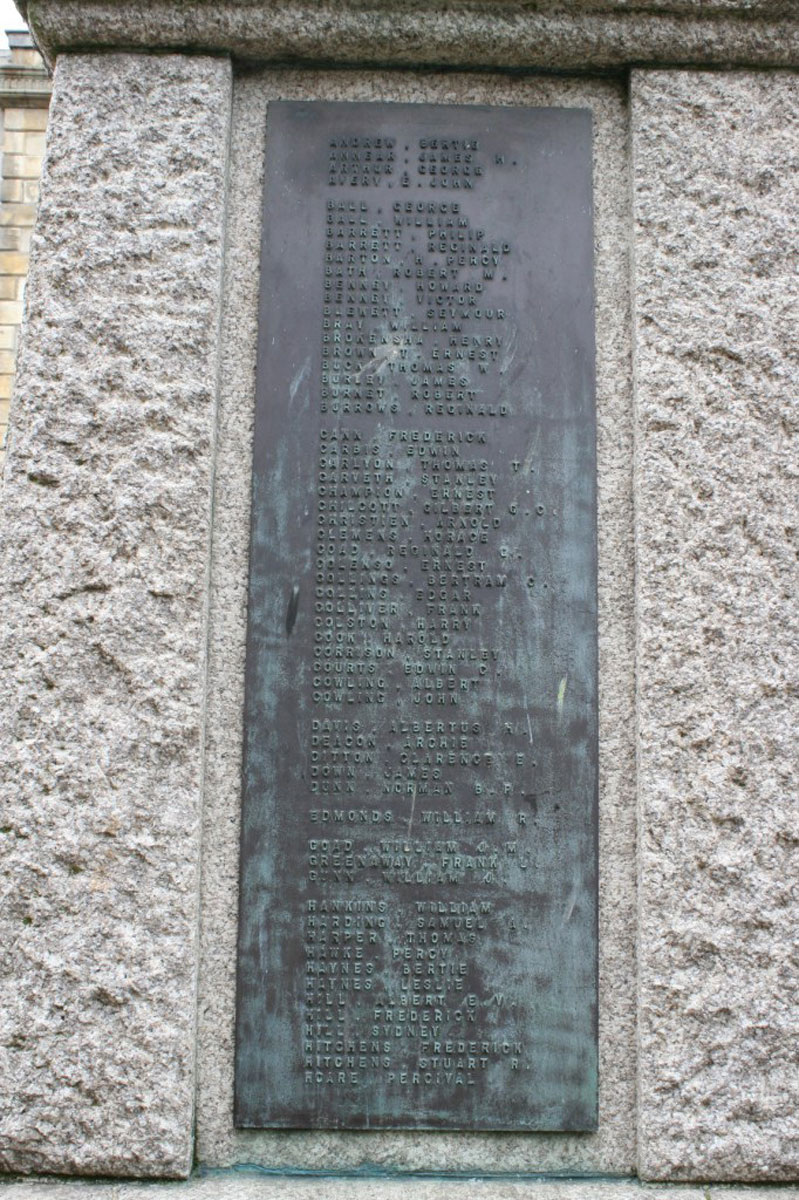 ANDREW, BERTIE
ANNEAR, JAMES H.
ARTHUR, GEORGE
AVERY, E. JOHN
BALL, GEORGE
BALL, WILLIAM
BARRETT, PHILIP
BARRETT, REGINALD
BARTON, H. PERCY
BATH, ROBERT M.
BENNEY, HOWARD
BENNEY, VICTOR
BLEWETT, SEYMOUR
BRAY, WILLIAM
BROKENSHA, HENRY
BROWN, T. ERNEST
BUCK, THOMAS W.
BURLEY, JAMES
BURNET, ROBERT
BURROWS, REGINALD
CANN, FREDERICK
CARBIS, EDWIN
CARLYON, THOMAS T.
CARVETH, STANLEY
CHAMPION, ERNEST
CHILCOTT, GILBERT G.C.
CHRISTIEN, ARNOLD
CLEMENS, HORACE
COAD, REGINALD
COLENSO, ERNEST
COLLINGS, BERTRAM C.
COLLINS, EDGAR
COLLIVER, FRANK
COLSTON, HARRY
COOK, HAROLD
CORRISON, STANLEY
COURTS, EDWIN C.
COWLING, ALBERT
COWLING, JOHN
DAVIS, ALBERTUS H.
DEACON, ARCHIE
DITTON, CLARENCE E.
DOWN, JAMES
DUNN, NORMAN B.P.
EDMONDS, WILLIAM R.
GOAD, WILLIAM J.M.
GREENAWAY, FRANK L.
GUNN, WILLIAM J.
HANKINS, WILLIAM
HARDING, SAMUEL A.
HARPER, THOMAS
HAWKE, PERCY
HAYNES, BERTIE
HAYNES, LESLIE
HILL, ALBERT E.V.
HILL, FREDERICK
HILL, SYDNEY
HITCHENS, FREDERICK
HITCHENS, STUART R.
HOARE, PERCIVAL